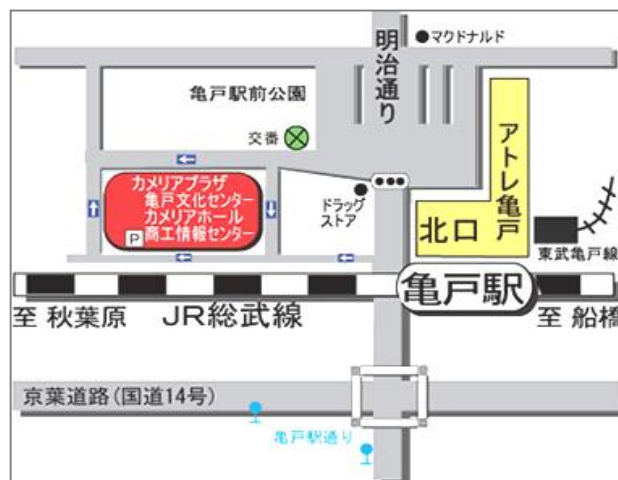 マクドナルド
明治通り
亀戸駅前公園
交番
アトレ亀戸
カメリアプラザ
亀戸文化センター
カメリアホール
P 商工情報センター
ドラッグ
ストア
北口
東武亀戸線
亀戸駅
至 秋葉原
JR総武線
至 船橋
京葉道路(国道14号)
亀戸駅通り